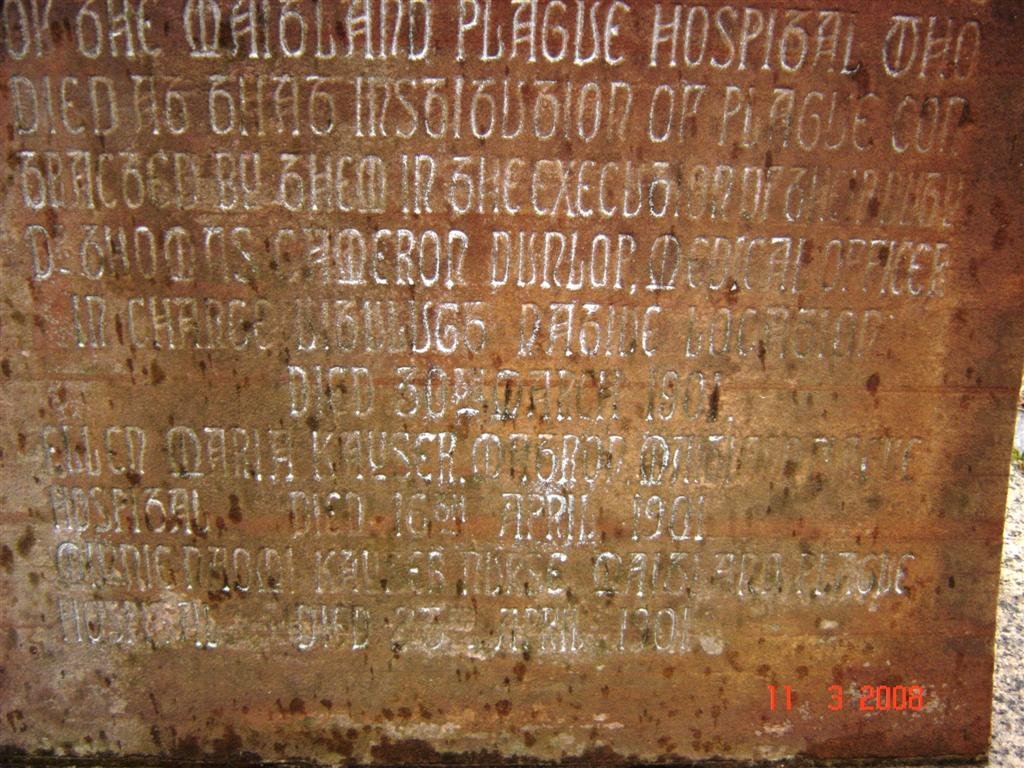 OF THE MAITLAND PLAGUE HOSPITAL WHO
DIED AT THAT INSTITUTION OF PLAGUE CON
TRACTED BY THEM IN THE EXECUTION OF THEIR DUTY
DR THOMAS CAMERON DUNLOP, MEDICAL OFFICER
IN CHARGE UITVLUGT NATIVE LOCATION
DIED 30TH MARCH 1901.
ELLEN MARIA KAYSER, MATRON MAITLAND PLAGUE
HOSPITAL DIED 16TH APRIL 1901
MINNIE NAOMI KAYSER NURSE MAITLAND PLAGUE
HOSPITAL DIED APRIL 1901
11 3 2008